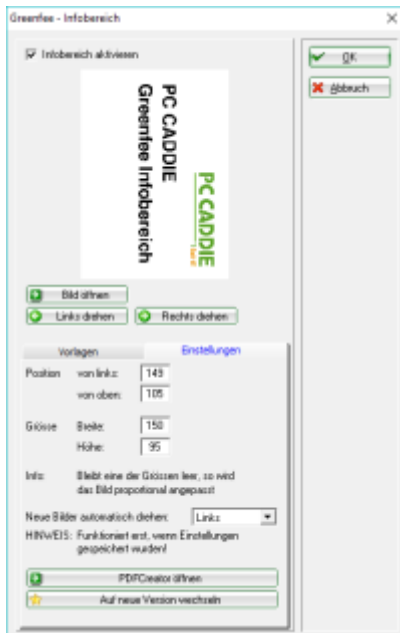 Greenfee - Infobereich
Infobereich aktivieren
OK
Abbruch
PC CADDIE
Greenfee Infobereich
PC CADDIE
Bild öffnen
Links drehen
Rechts drehen
Vorlagen
Einstellungen
Position von links: 149
von oben: 105
Grösse Breite: 150
Höhe: 95
Info: Bleibt eine der Grössen leer, so wird
das Bild proportional angepasst
Neue Bilder automatisch drehen: Links
HINWEIS: Funktioniert erst, wenn Einstellungen
gespeichert wurden!
PDFCreator öffnen
Auf neue Version wechseln